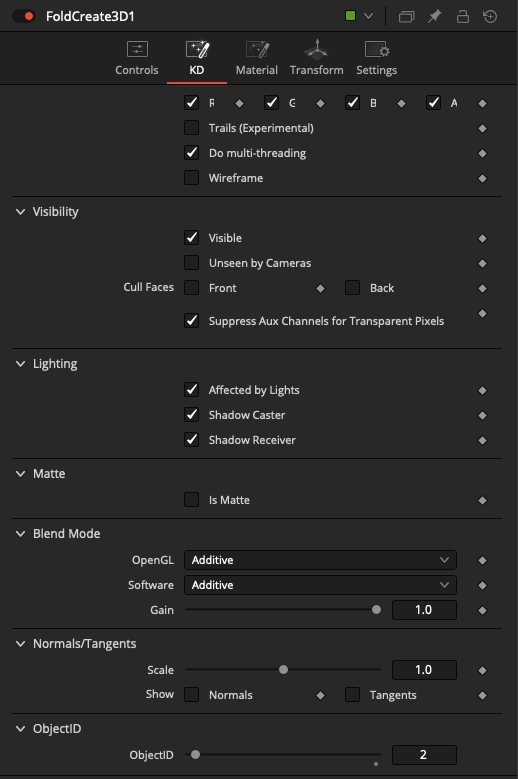 FoldCreate3D1
Controls KD Material Transform Settings
R G B A
Trails (Experimental)
Do multi-threading
Wireframe
Visibility
Visible
Unseen by Cameras
Cull Faces Front Back
Suppress Aux Channels for Transparent Pixels
Lighting
Affected by Lights
Shadow Caster
Shadow Receiver
Matte
Is Matte
Blend Mode
OpenGL Additive
Software Additive
Gain 1.0
Normals/Tangents
Scale 1.0
Show Normals Tangents
ObjectID
ObjectID 2